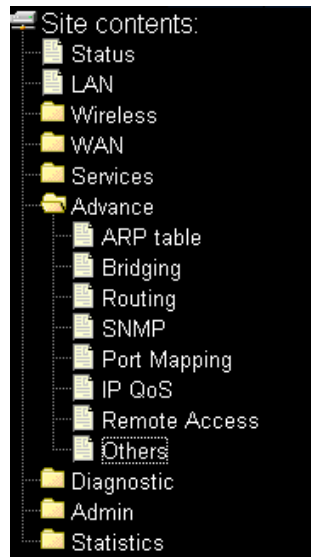 Site contents:
Status
LAN
Wireless
WAN
Services
Advance
ARP table
Bridging
Routing
SNMP
Port Mapping
IP QoS
Remote Access
Others
Diagnostic
Admin
Statistics